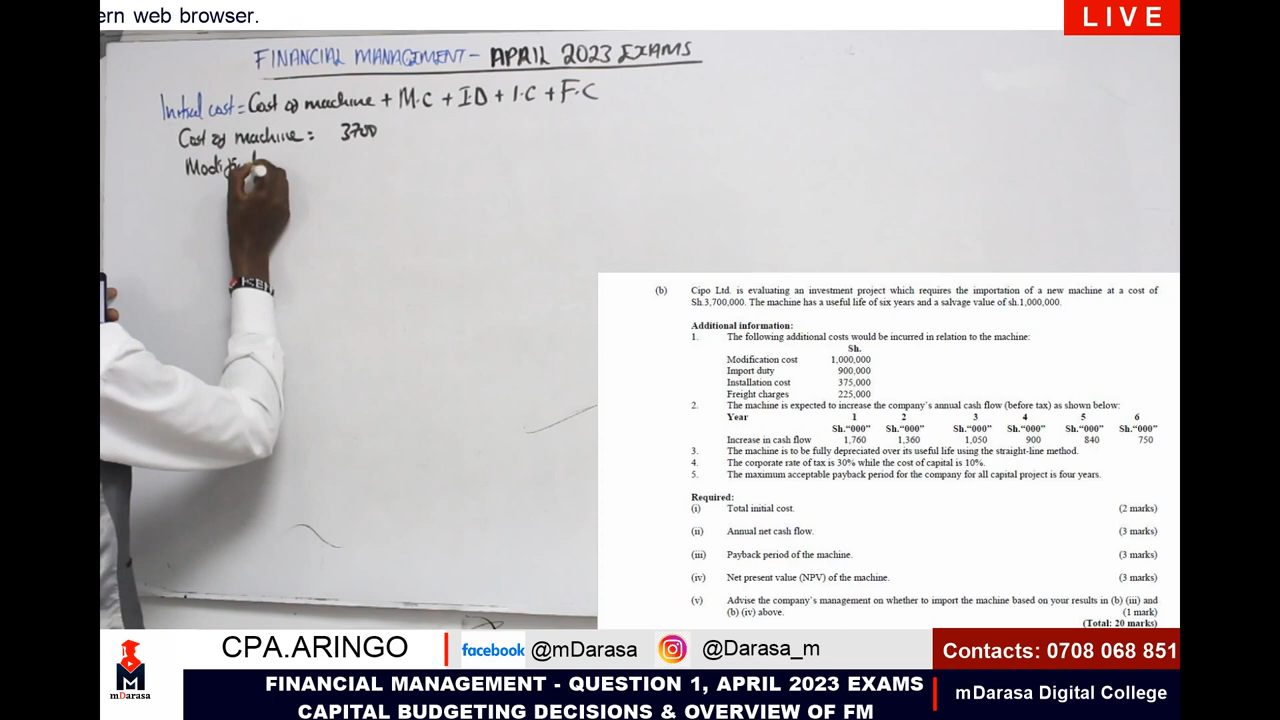 ern web browser.
LIVE
FINANCIAL MANAGEMENT - APRIL 2023 EXAMS
Initial cost = Cost of machine + M.C + I.D + I.C + F.C
Cost of machine = 3700
(b) Cipo Ltd. is evaluating an investment project which requires the importation of a new machine at a cost of
Sh.3,700,000. The machine has a useful life of six years and a salvage value of sh.1,000,000.
Additional information:
1. The following additional costs would be incurred in relation to the machine:
Sh.
Modification cost 1,000,000
Import duty 900,000
Installation cost 375,000
Freight charges 225,000
2. The machine is expected to increase the company's annual cash flow (before tax) as shown below:
Year 1 2 3 4 5 6
Sh."000" Sh."000" Sh."000" Sh."000" Sh."000" Sh."000"
Increase in cash flow 1,760 1,360 1,050 900 840 750
3. The machine is to be fully depreciated over its useful life using the straight-line method.
4. The corporate rate of tax is 30% while the cost of capital is 10%.
5. The maximum acceptable payback period for the company for all capital project is four years.
Required:
(i) Total initial cost. (2 marks)
(ii) Annual net cash flow. (3 marks)
(iii) Payback period of the machine. (3 marks)
(iv) Net present value (NPV) of the machine. (3 marks)
(v) Advise the company's management on whether to import the machine based on your results in (b) (iii) and
(b) (iv) above. (1 mark)
(Total: 20 marks)
CPA.ARINGO
facebook @mDarasa
@Darasa_m
Contacts: 0708 068 851
mDarasa
FINANCIAL MANAGEMENT - QUESTION 1, APRIL 2023 EXAMS
CAPITAL BUDGETING DECISIONS & OVERVIEW OF FM
mDarasa Digital College